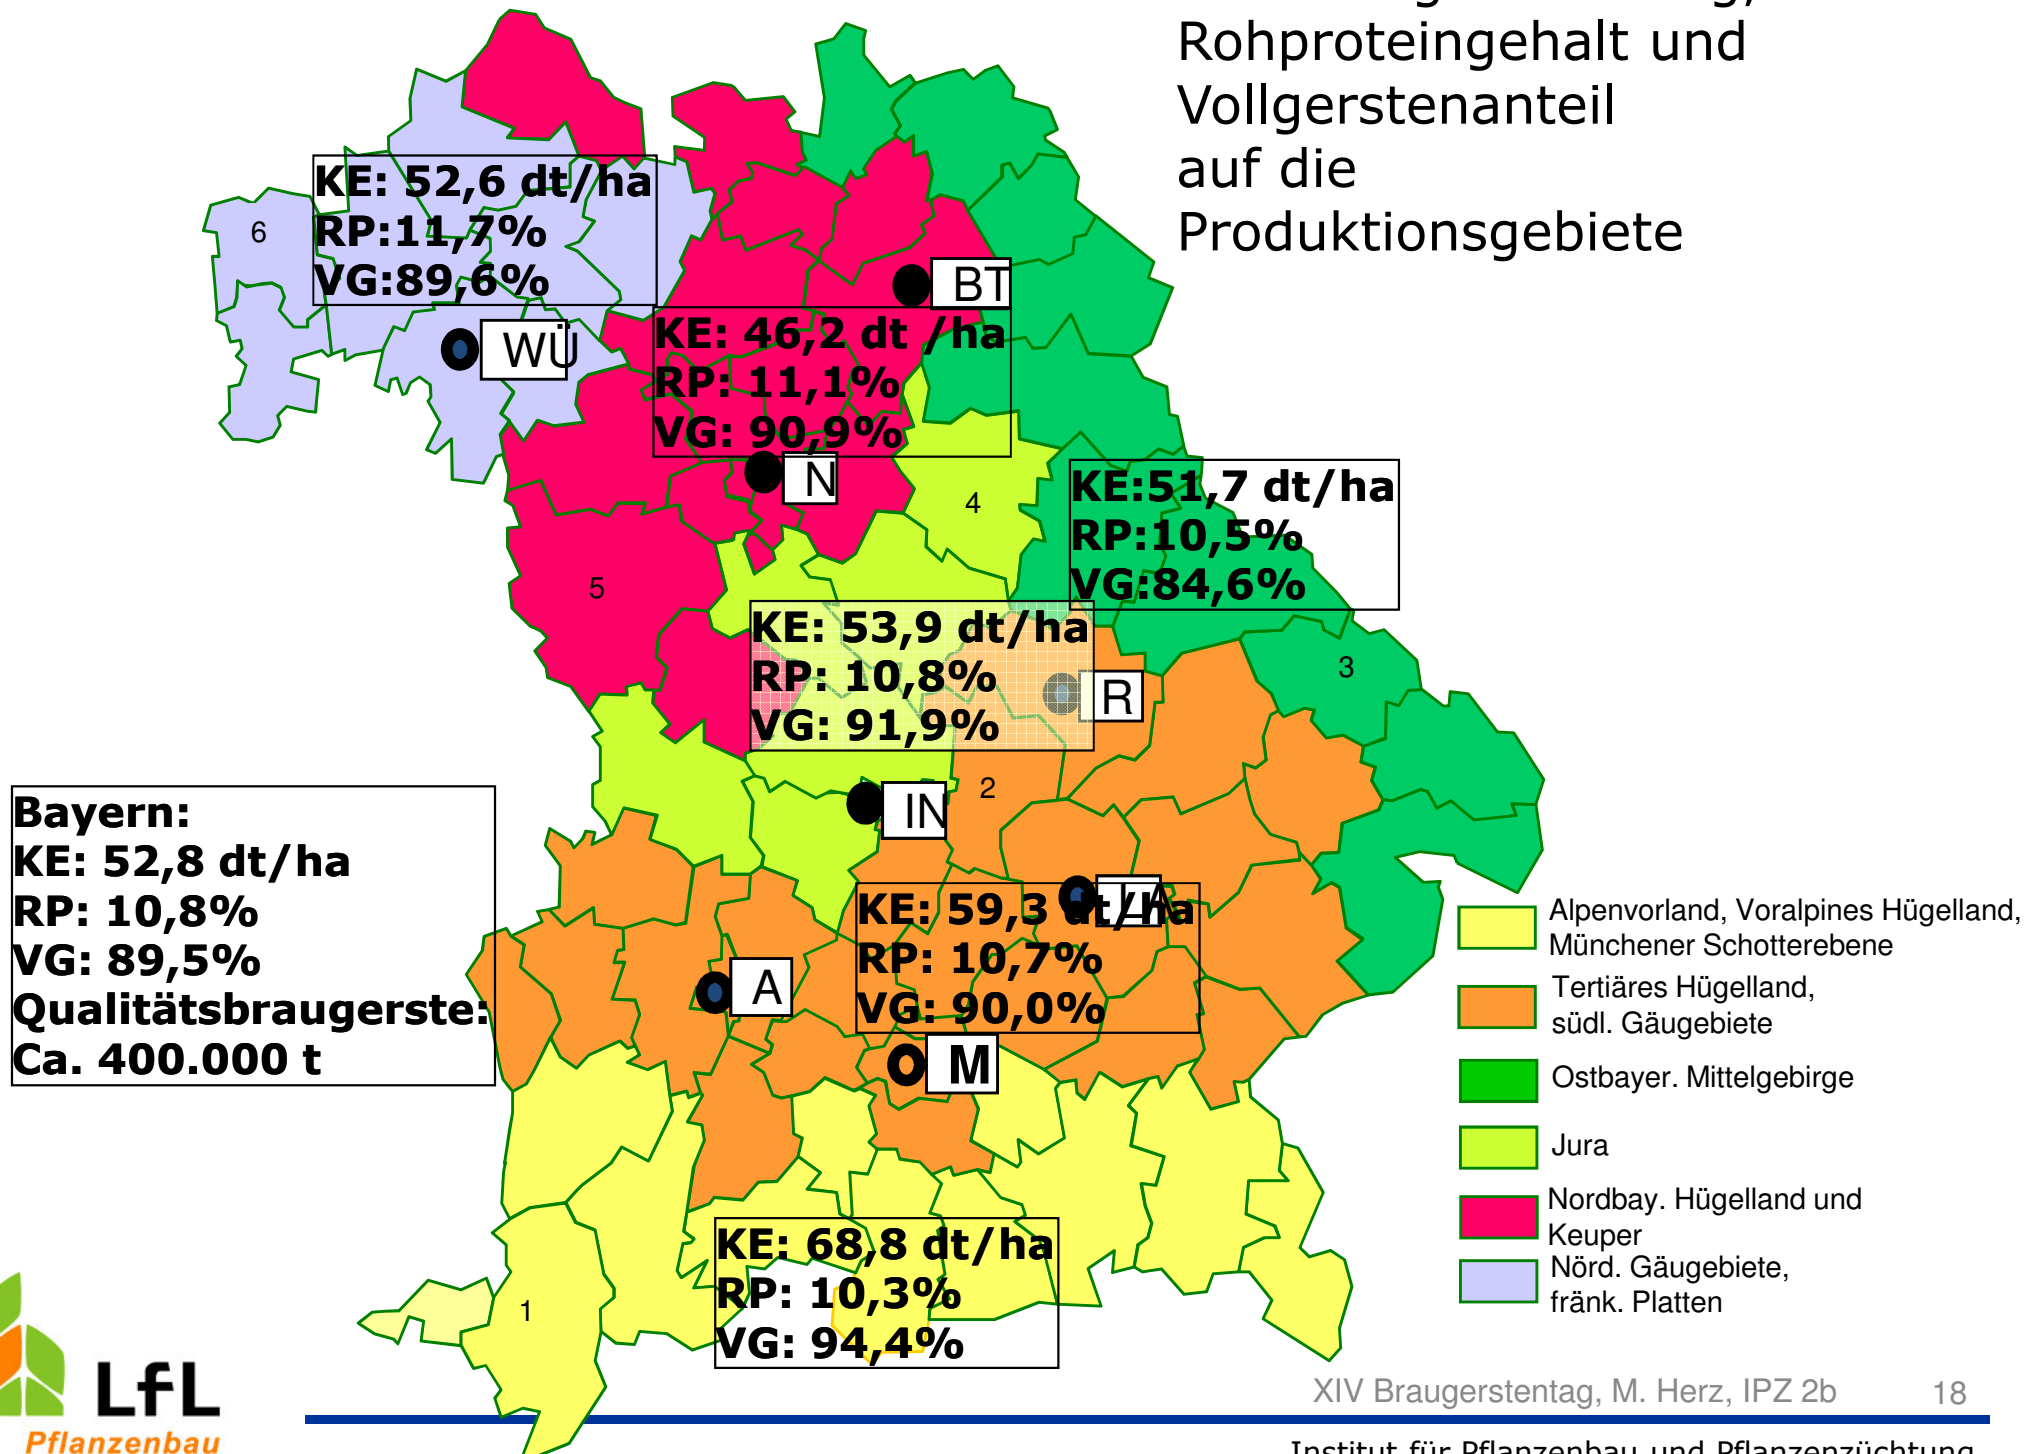 Rohproteingehalt und
Vollgerstenanteil
auf die
Produktionsgebiete
KE: 52,6 dt/ha
RP:11,7%
VG:89,6%
6
WÜ
BT
KE: 46,2 dt /ha
RP: 11,1%
VG: 90,9%
N
4
KE:51,7 dt/ha
RP:10,5%
VG:84,6%
5
KE: 53,9 dt/ha
RP: 10,8%
VG: 91,9%
R
3
2
IN
Bayern:
KE: 52,8 dt/ha
RP: 10,8%
VG: 89,5%
Qualitätsbraugerste:
Ca. 400.000 t
LA
KE: 59,3 dt/ha
RP: 10,7%
VG: 90,0%
A
M
KE: 68,8 dt/ha
RP: 10,3%
VG: 94,4%
1
Alpenvorland, Voralpines Hügelland,
Münchener Schotterebene
Tertiäres Hügelland,
südl. Gäugebiete
Ostbayer. Mittelgebirge
Jura
Nordbay. Hügelland und
Keuper
Nörd. Gäugebiete,
fränk. Platten
LfL
Pflanzenbau
XIV Braugerstentag, M. Herz, IPZ 2b 18
Institut für Pflanzenbau und Pflanzenzüchtung